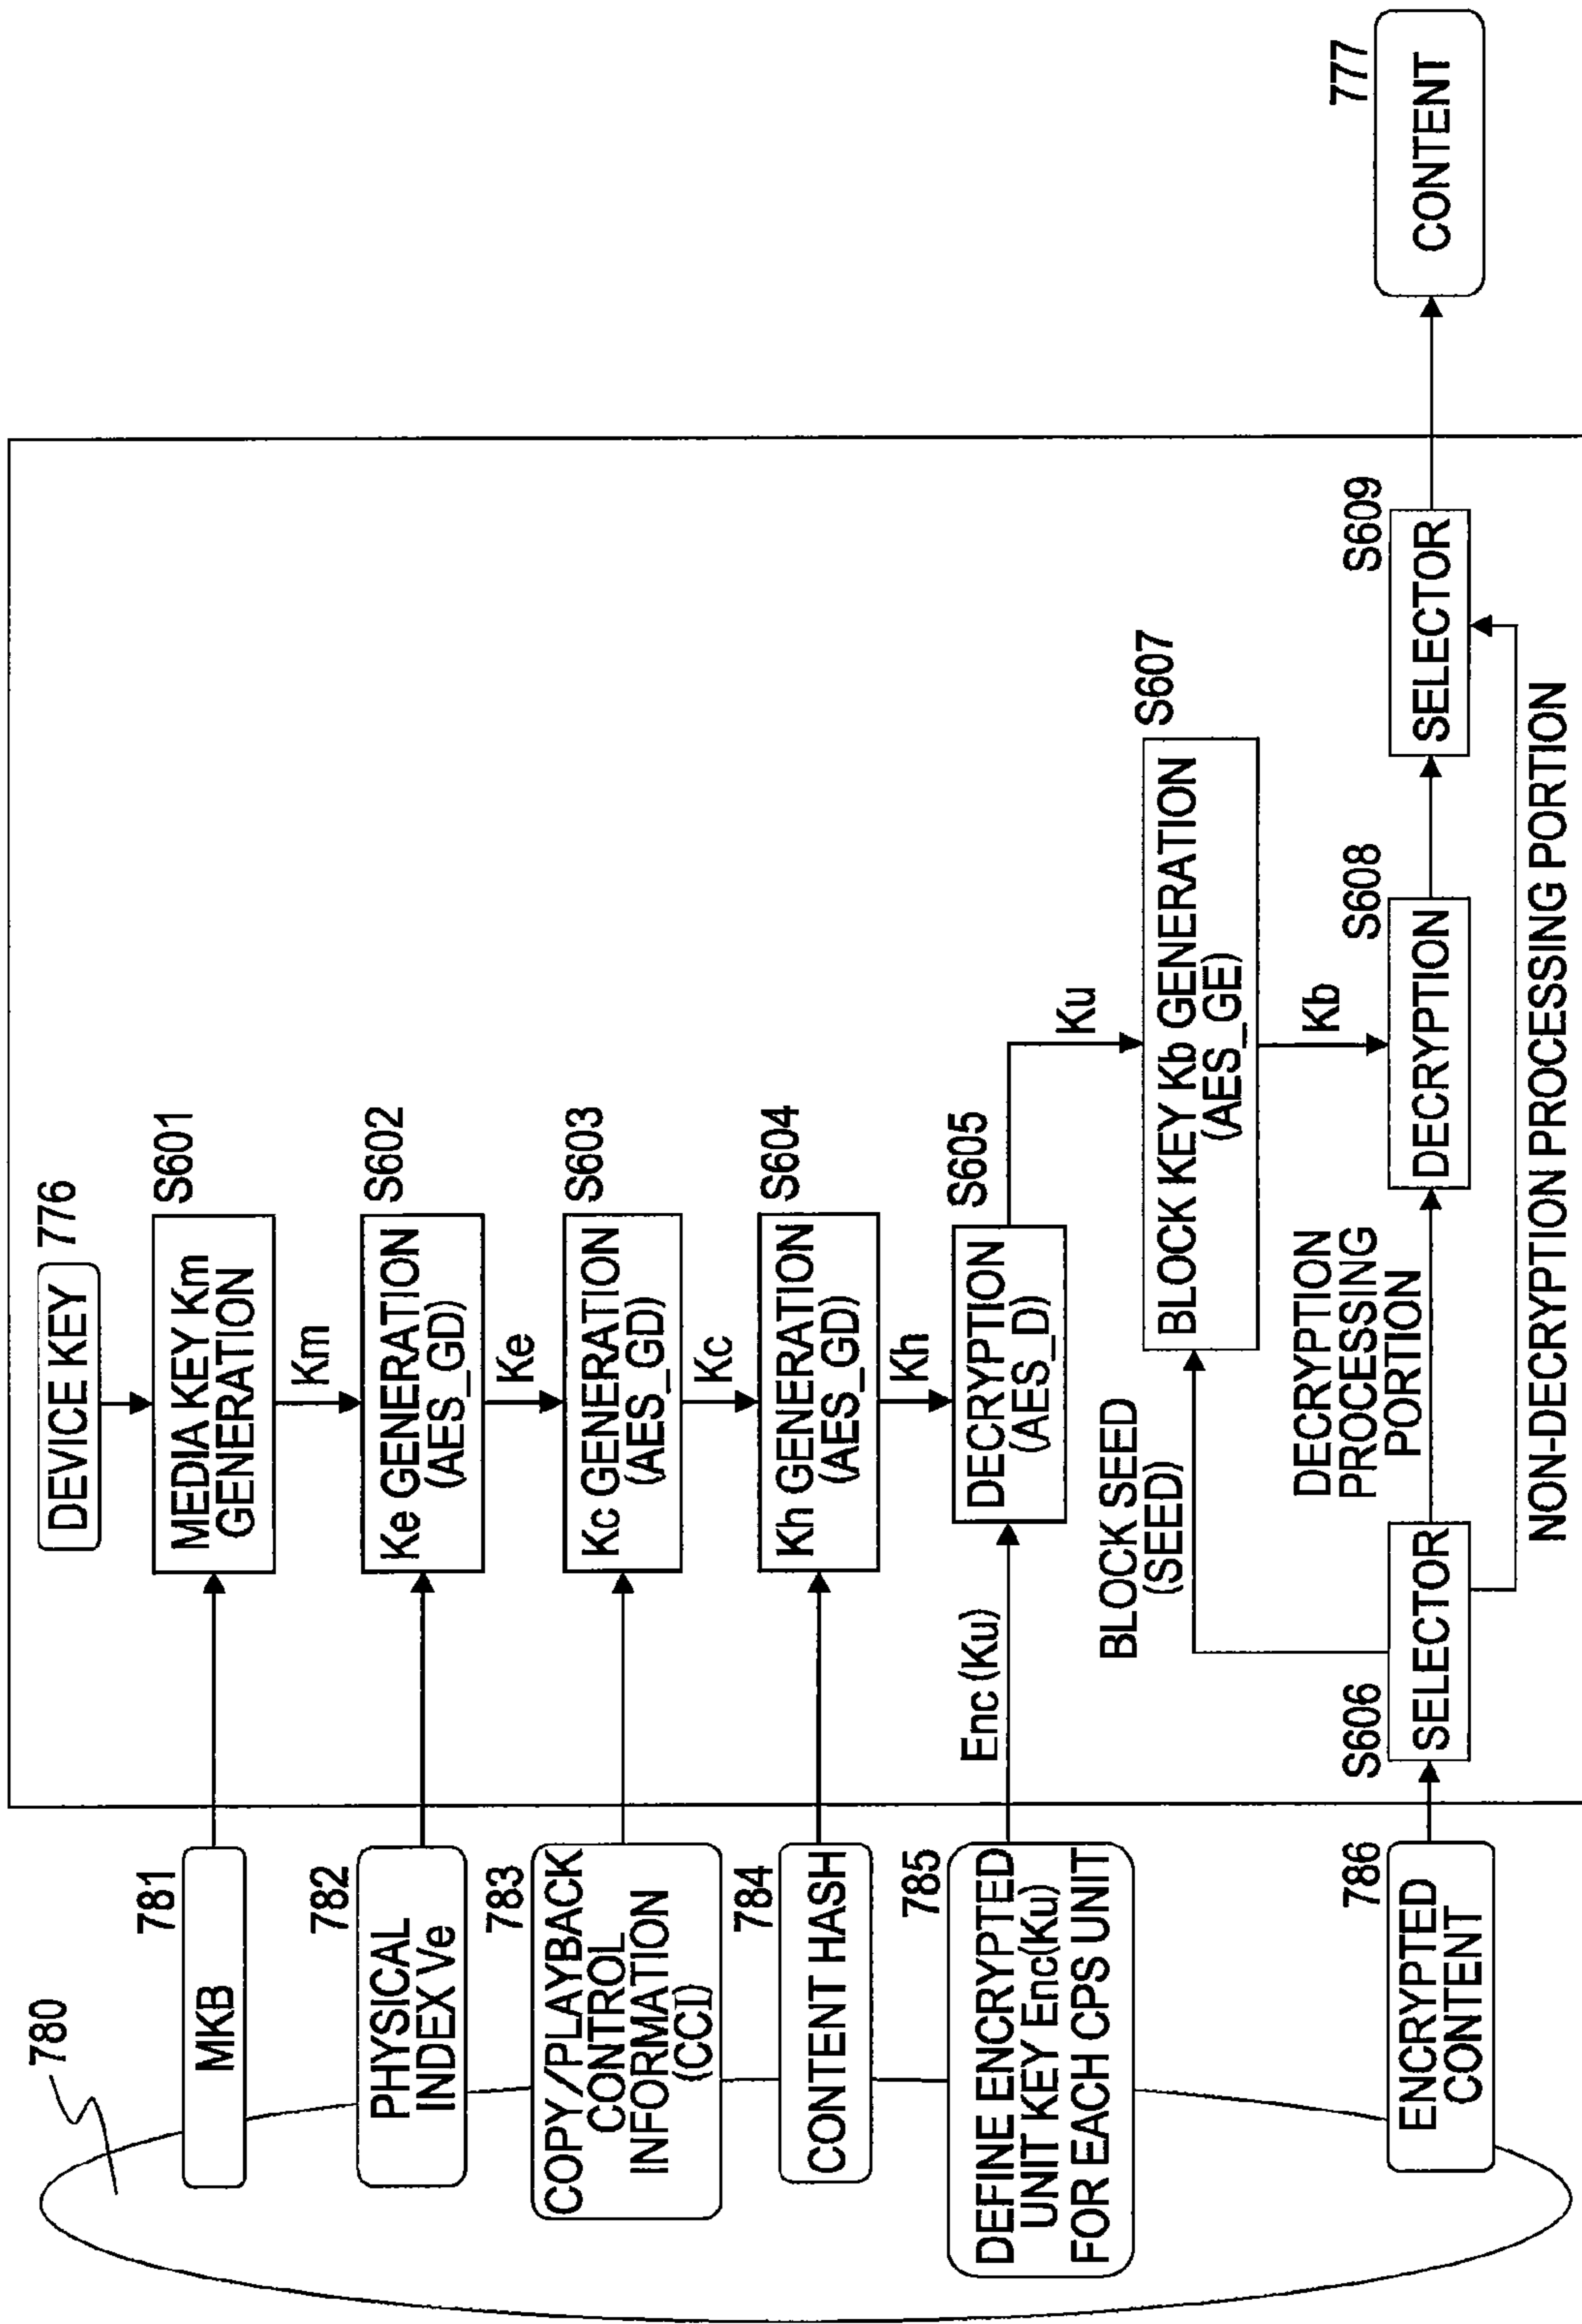 780
781
MKB
782
PHYSICAL
INDEX Ve
783
COPY/PLAYBACK
CONTROL
INFORMATION
(CCI)
784
CONTENT HASH
785
DEFINE ENCRYPTED
UNIT KEY Enc(Ku)
FOR EACH CPS UNIT
786
ENCRYPTED
CONTENT
DEVICE KEY
776
MEDIA KEY Km
GENERATION
S601
Km
Ke GENERATION
(AES_GD)
S602
Ke
Kc GENERATION
(AES_GD)
S603
Kc
Kh GENERATION
(AES_GD)
S604
Kh
Enc (Ku)
DECRYPTION
(AES_D)
S605
Ku
BLOCK SEED
(SEED)
BLOCK KEY Kb GENERATION
(AES_GE)
S607
Kb
S606
SELECTOR
DECRYPTION
PROCESSING
PORTION
DECRYPTION
S608
SELECTOR
S609
NON-DECRYPTION PROCESSING PORTION
777
CONTENT